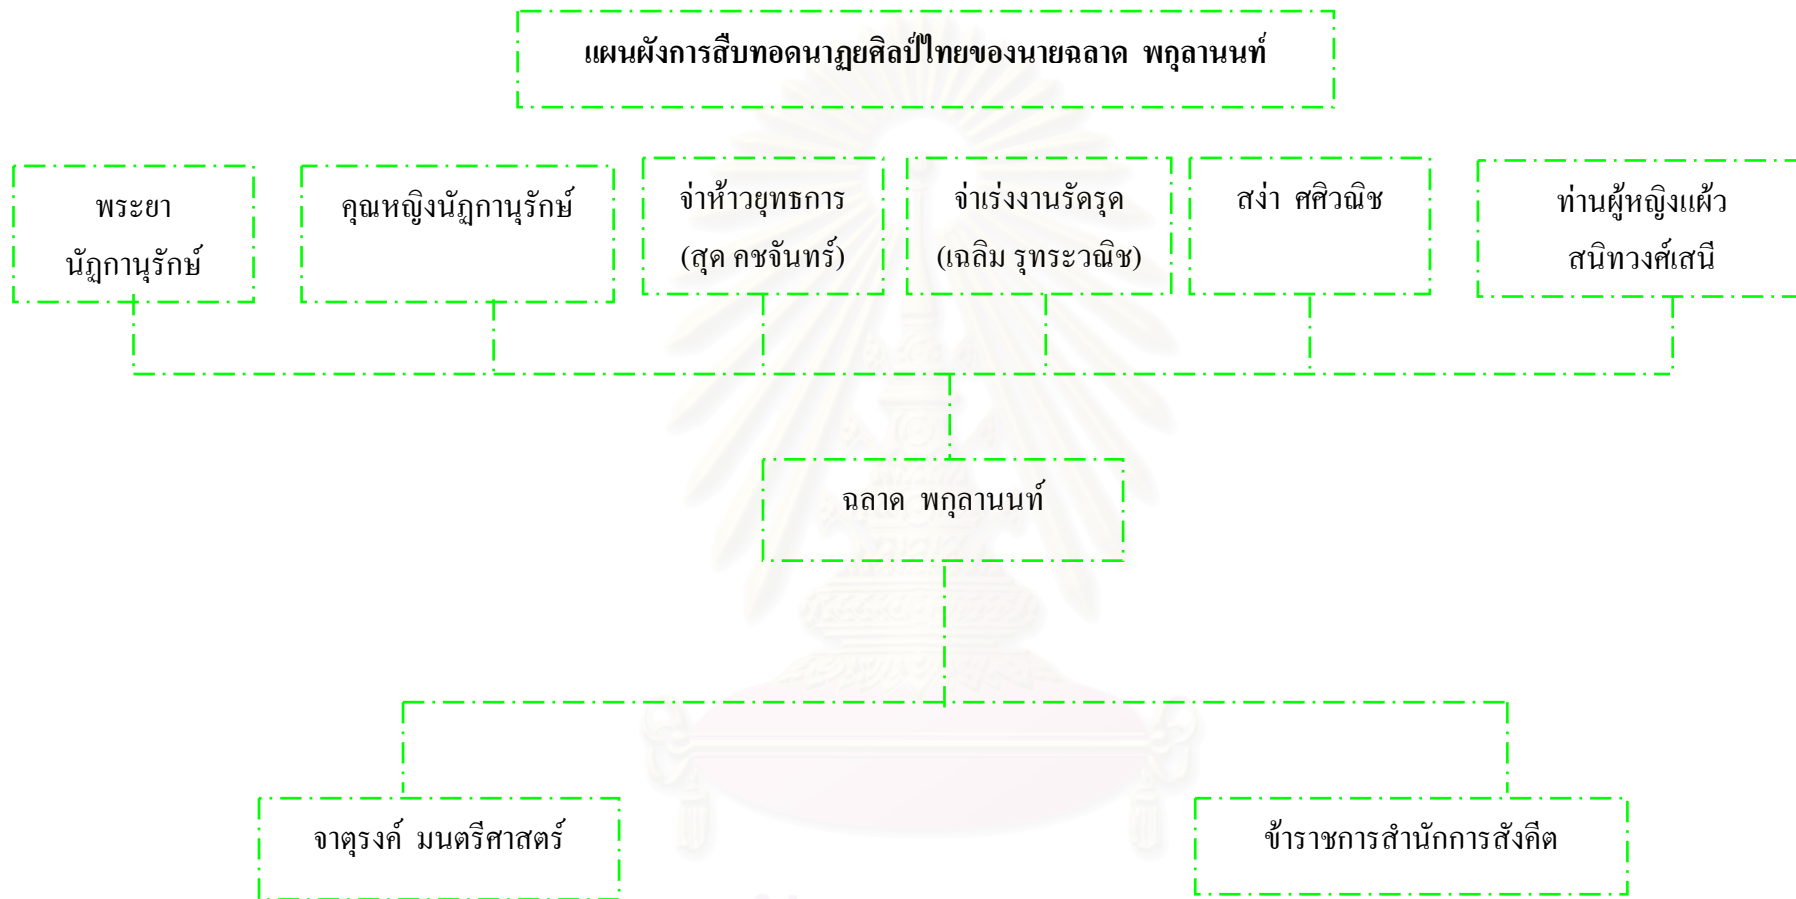 แผนผังการสืบทอดนาฏยศิลป์ไทยของนายฉลาด พกุลานนท์
พระยา
นัฏกานุรักษ์
คุณหญิงนัฏกานุรักษ์
จ่าห้าวยุทธการ
(สุด คชจันทร์)
จ่าเร่งงานรัดรุด
(เฉลิม รุทระวณิช)
สง่า ศศิวณิช
ท่านผู้หญิงแผ้ว
สนิทวงศ์เสนี
ฉลาด พกุลานนท์
จาตุรงค์ มนตรีศาสตร์
ข้าราชการสำนักการสังคีต